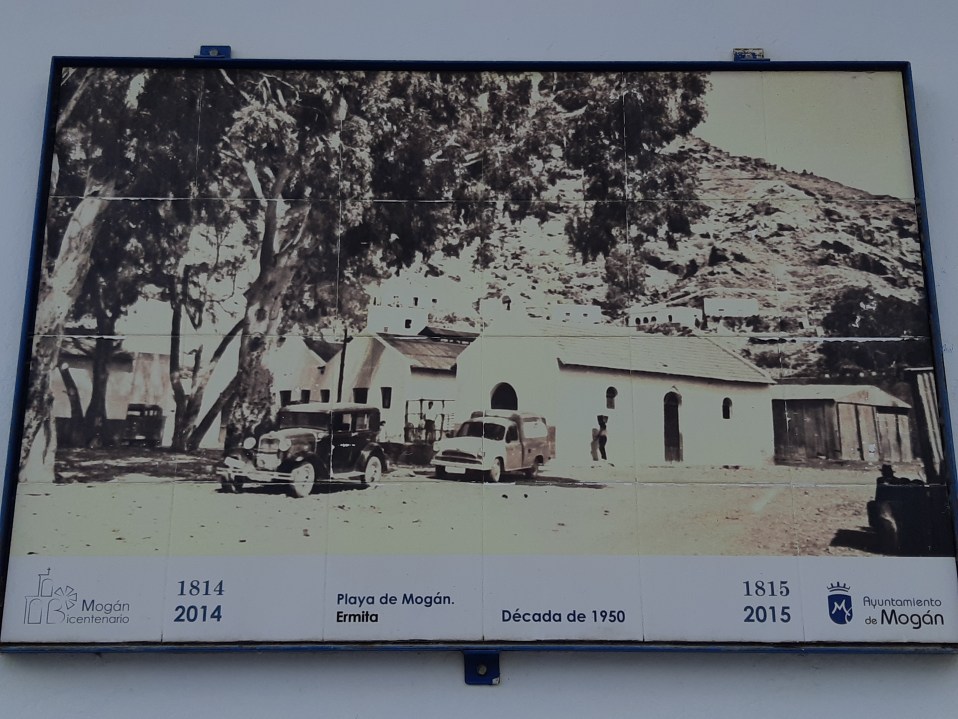 Mogán
Bicentenario
1814
2014
Playa de Mogán.
Ermita
Década de 1950
1815
2015
Ayuntamiento
de Mogán